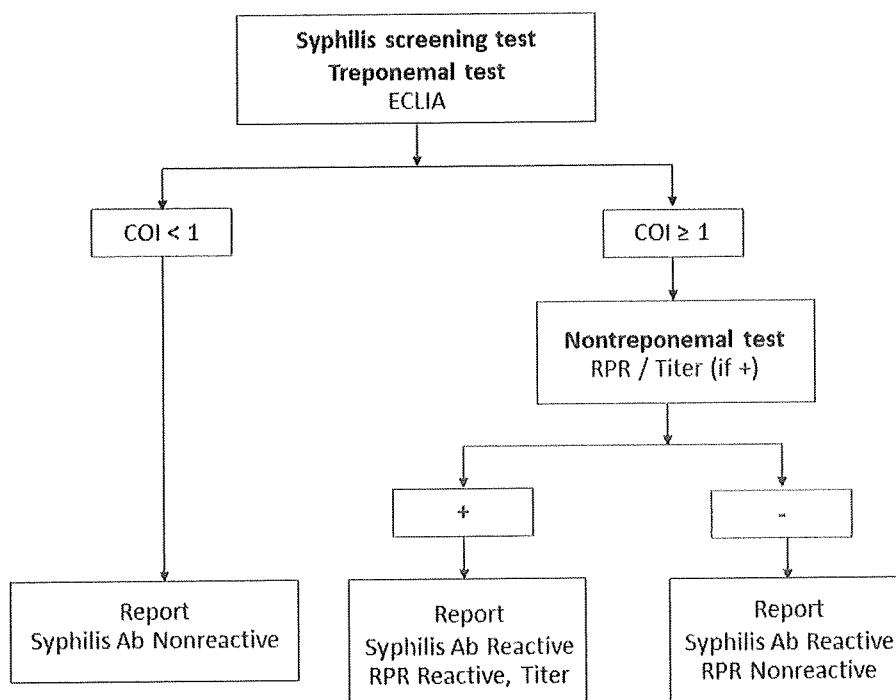 Syphilis screening test
Treponemal test
ECLIA
COI < 1
COI ≥ 1
Nontreponemal test
RPR / Titer (if +)
+
-
Report
Syphilis Ab Nonreactive
Report
Syphilis Ab Reactive
RPR Reactive, Titer
Report
Syphilis Ab Reactive
RPR Nonreactive